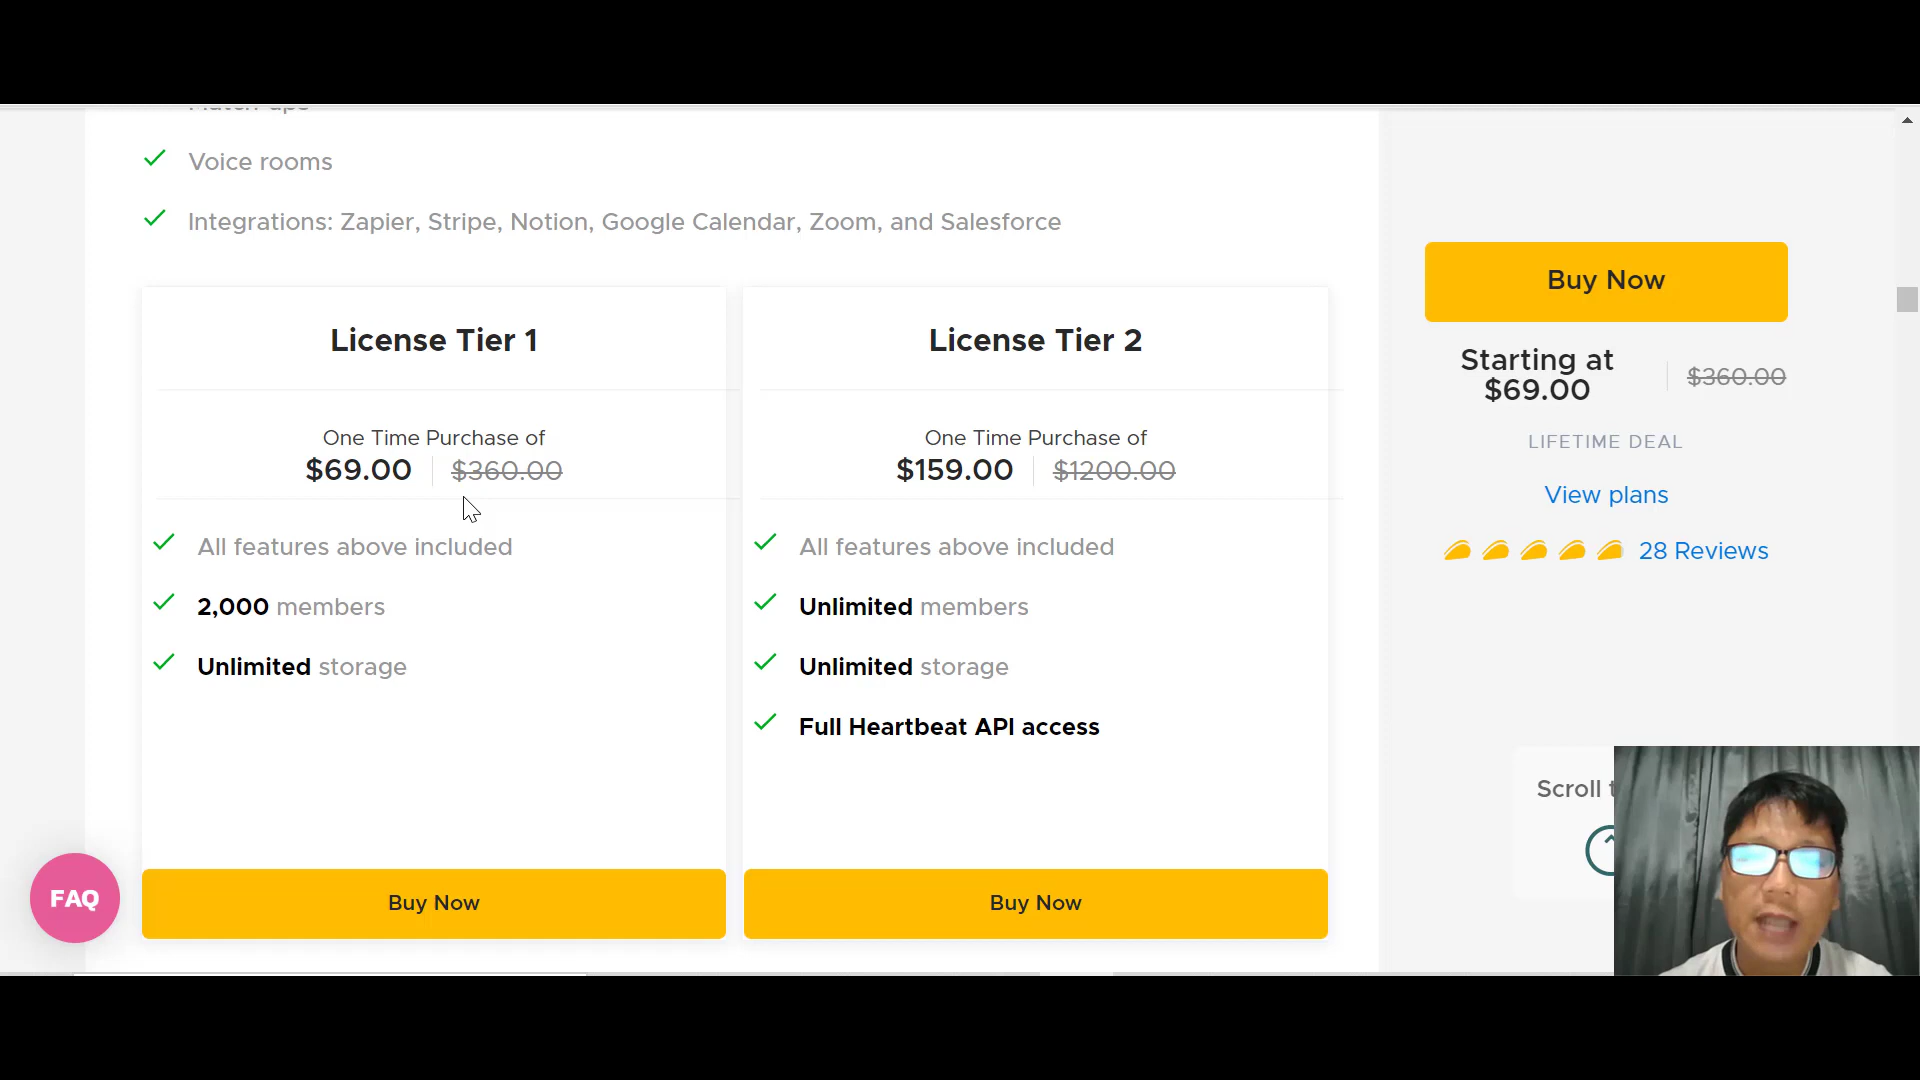 Match-ups
Voice rooms
Integrations: Zapier, Stripe, Notion, Google Calendar, Zoom, and Salesforce
License Tier 1
One Time Purchase of
$69.00 $360.00
All features above included
2,000 members
Unlimited storage
Buy Now
License Tier 2
One Time Purchase of
$159.00 $1200.00
All features above included
Unlimited members
Unlimited storage
Full Heartbeat API access
Buy Now
Buy Now
Starting at
$69.00
$360.00
LIFETIME DEAL
View plans
28 Reviews
Scroll
FAQ